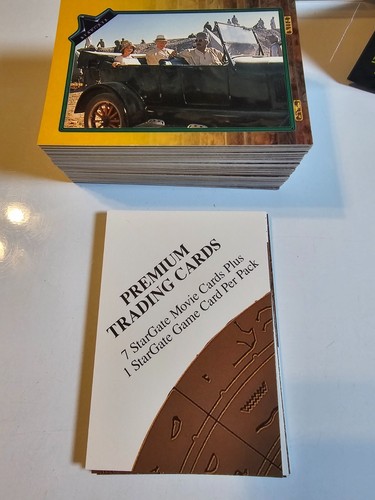 PREMIUM
TRADING CARDS
7 StarGate Movie Cards Plus
1 StarGate Game Card Per Pack